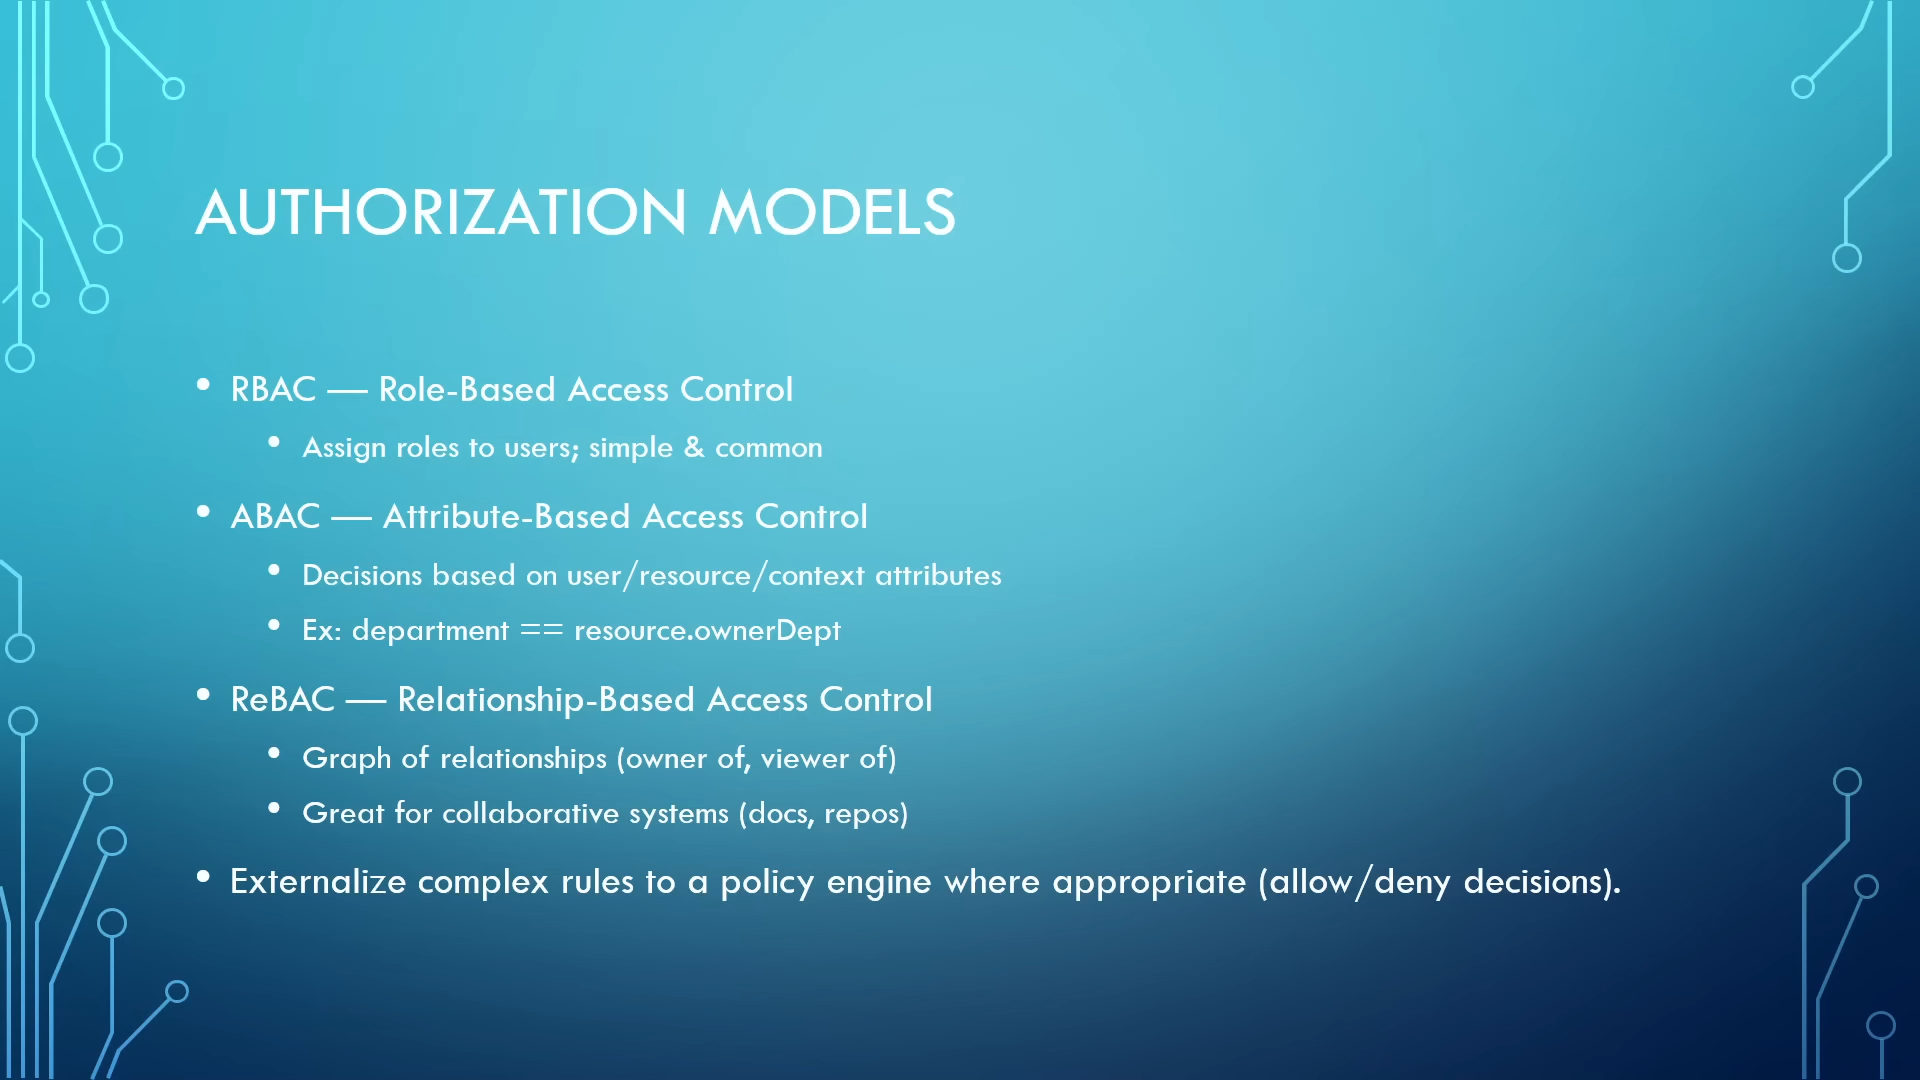 AUTHORIZATION MODELS
• RBAC — Role-Based Access Control
• Assign roles to users; simple & common
• ABAC — Attribute-Based Access Control
• Decisions based on user/resource/context attributes
• Ex: department == resource.ownerDept
• ReBAC — Relationship-Based Access Control
• Graph of relationships (owner of, viewer of)
• Great for collaborative systems (docs, repos)
• Externalize complex rules to a policy engine where appropriate (allow/deny decisions).